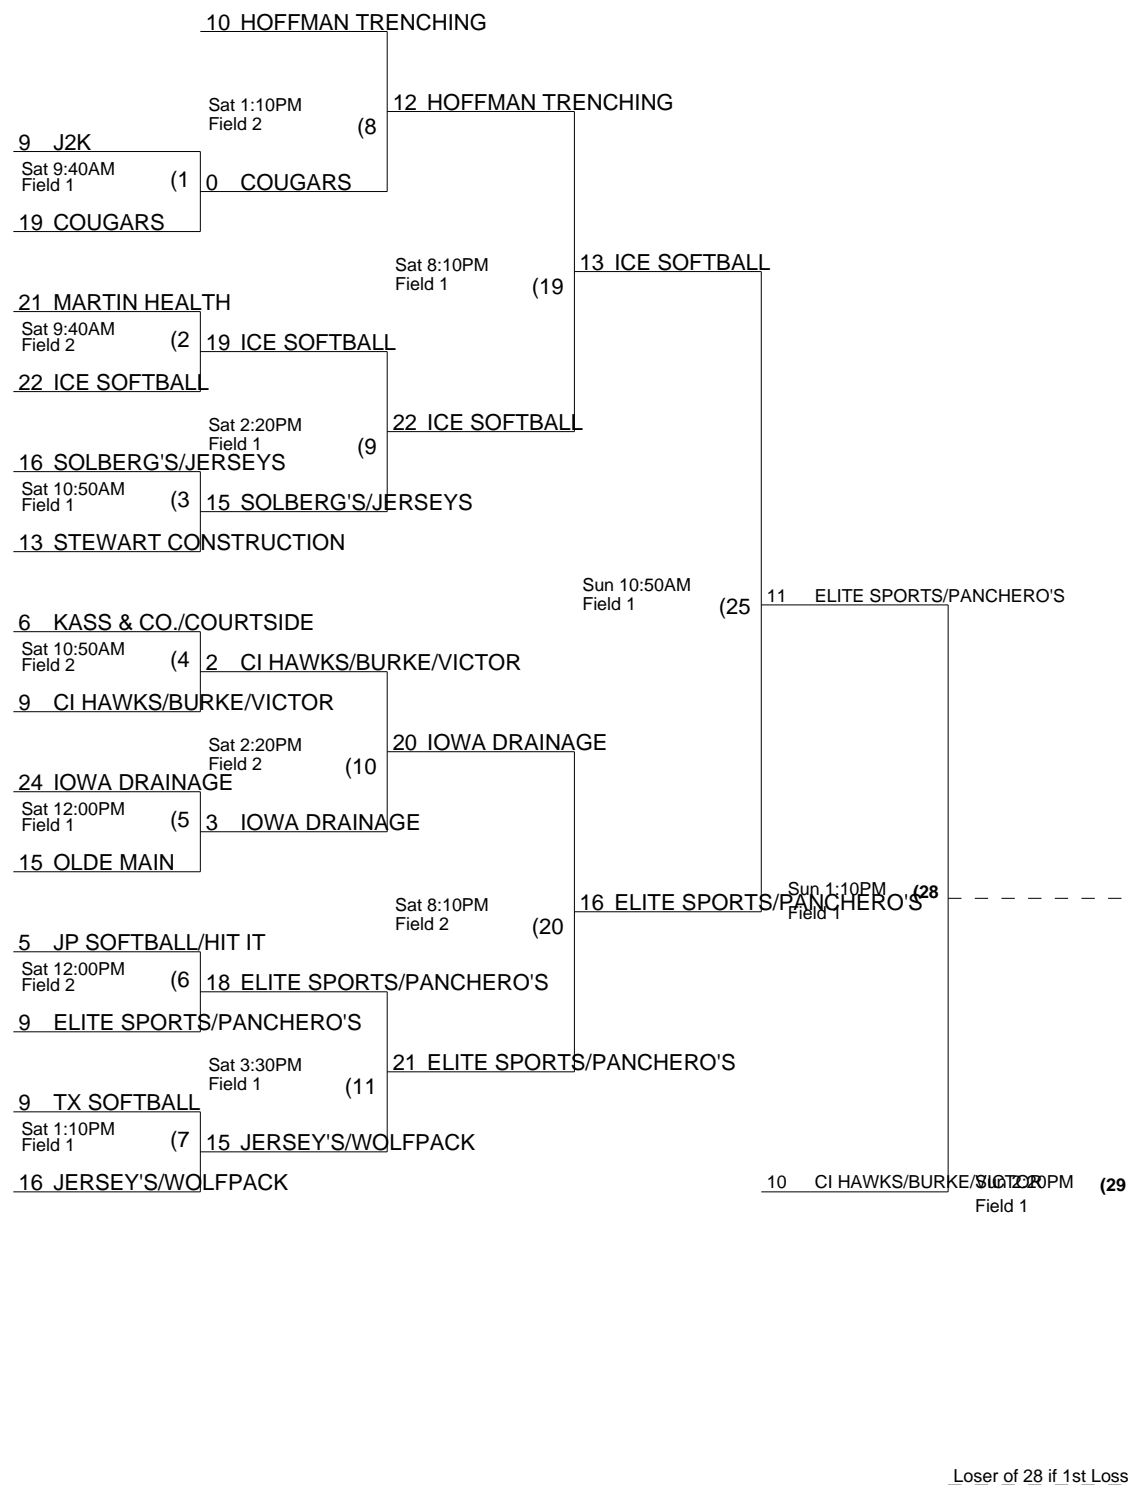 10 HOFFMAN TRENCHING
Sat 1:10PM
Field 2
(8
12 HOFFMAN TRENCHING
9 J2K
Sat 9:40AM
Field 1
(1
0 COUGARS
19 COUGARS
Sat 8:10PM
Field 1
(19
13 ICE SOFTBALL
21 MARTIN HEALTH
Sat 9:40AM
Field 2
(2
19 ICE SOFTBALL
22 ICE SOFTBALL
Sat 2:20PM
Field 1
(9
22 ICE SOFTBALL
16 SOLBERG'S/JERSEYS
Sat 10:50AM
Field 1
(3
15 SOLBERG'S/JERSEYS
13 STEWART CONSTRUCTION
Sun 10:50AM
Field 1
(25
11 ELITE SPORTS/PANCHERO'S
6 KASS & CO./COURTSIDE
Sat 10:50AM
Field 2
(4
2 CI HAWKS/BURKE/VICTOR
9 CI HAWKS/BURKE/VICTOR
Sat 2:20PM
Field 2
(10
20 IOWA DRAINAGE
24 IOWA DRAINAGE
Sat 12:00PM
Field 1
(5
3 IOWA DRAINAGE
15 OLDE MAIN
Sat 8:10PM
Field 2
(20
16 ELITE SPORTS/PANCHERO'S
Sun 1:10PM
Field 1
(28
5 JP SOFTBALL/HIT IT
Sat 12:00PM
Field 2
(6
18 ELITE SPORTS/PANCHERO'S
9 ELITE SPORTS/PANCHERO'S
Sat 3:30PM
Field 1
(11
21 ELITE SPORTS/PANCHERO'S
9 TX SOFTBALL
Sat 1:10PM
Field 1
(7
15 JERSEY'S/WOLFPACK
16 JERSEY'S/WOLFPACK
10 CI HAWKS/BURKE/VICTOR
Sun 2:20PM
Field 1
(29
Loser of 28 if 1st Loss